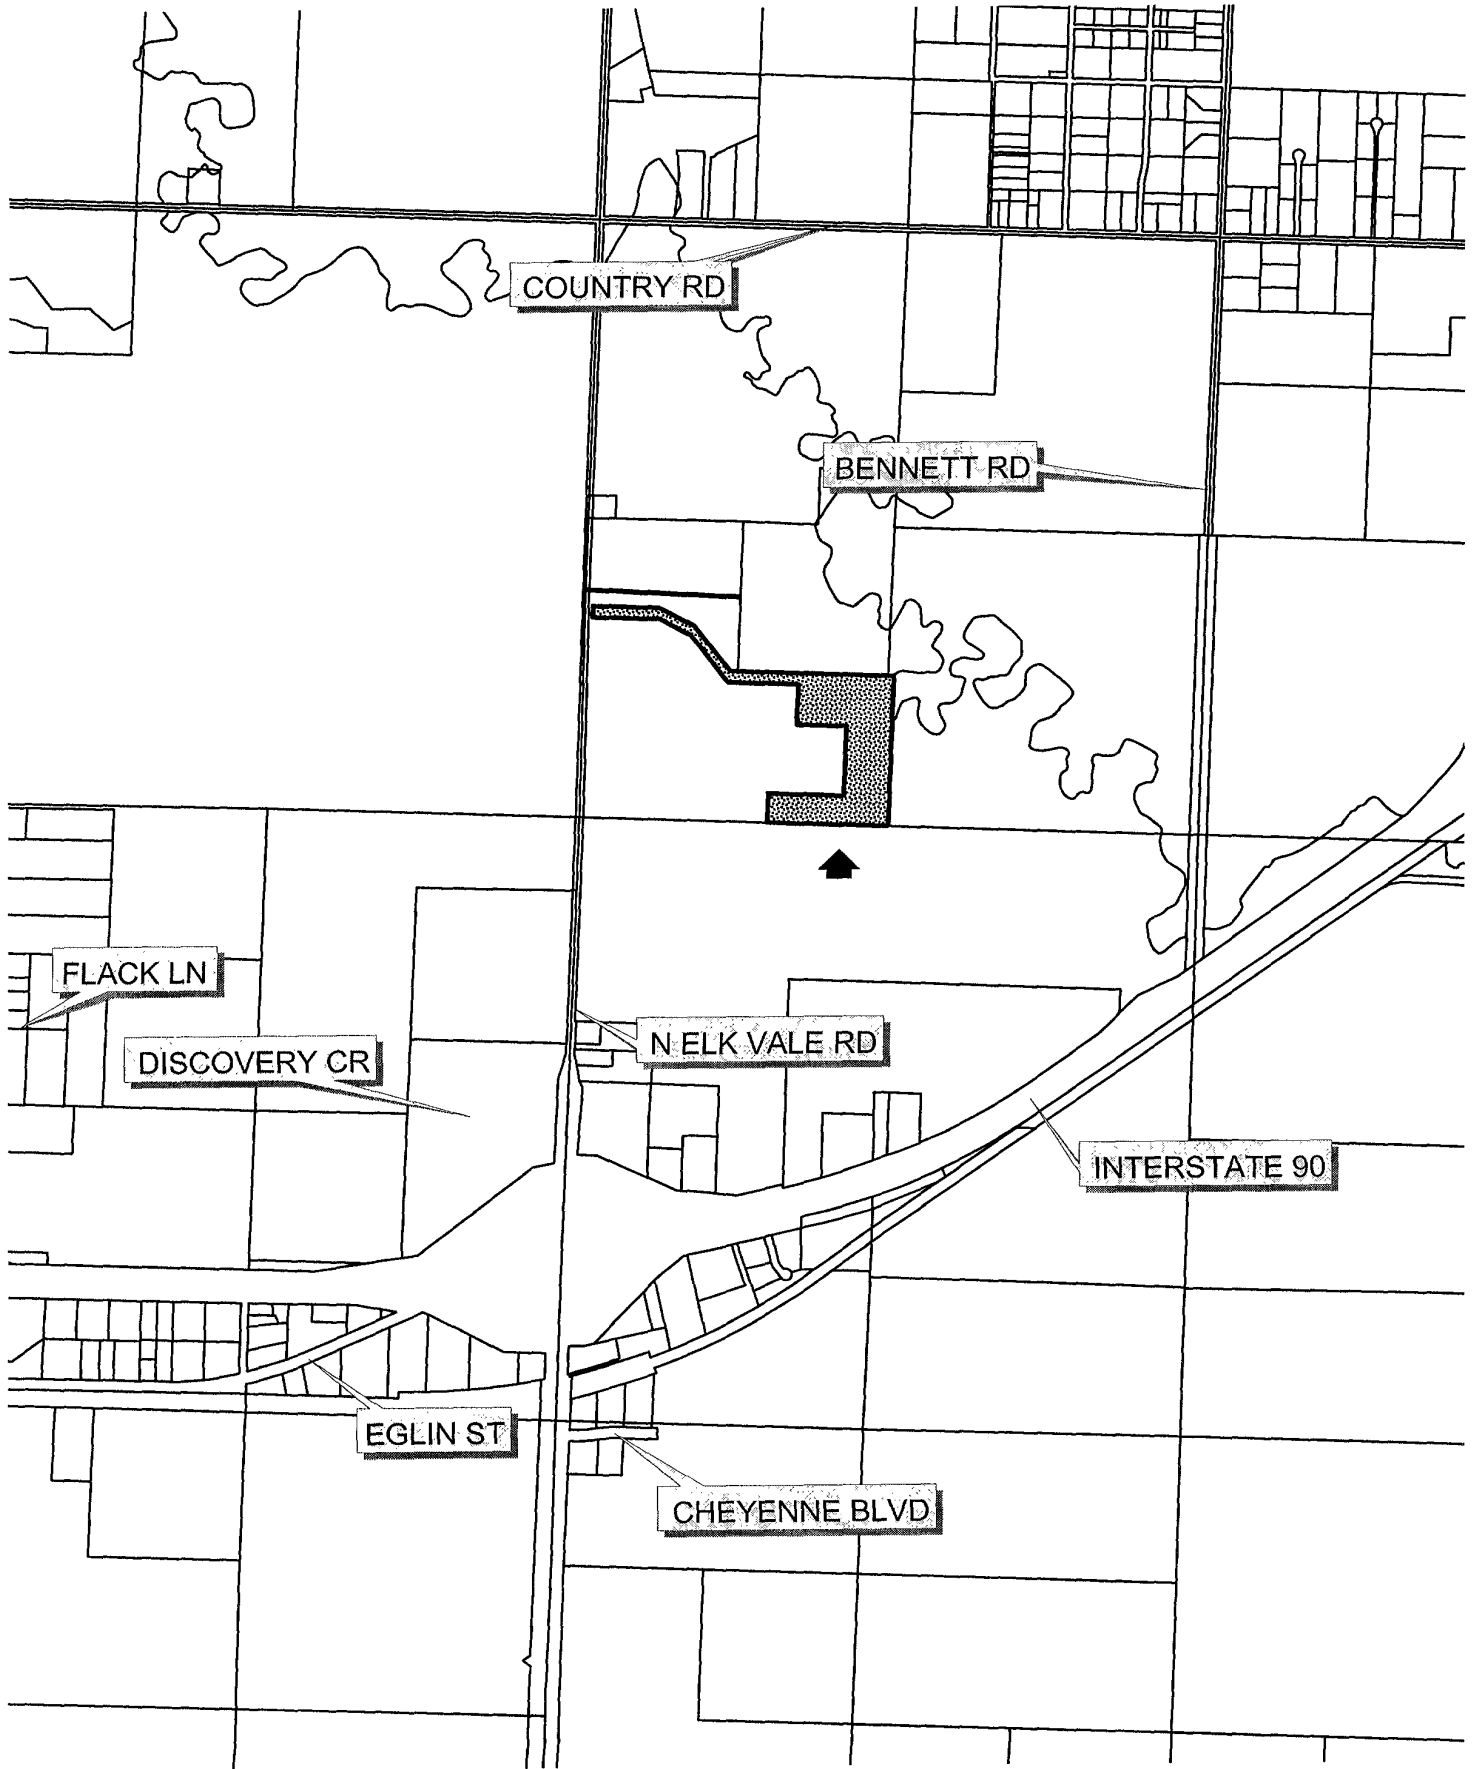 COUNTRY RD
BENNETT RD
FLACK LN
N ELK VALE RD
DISCOVERY CR
INTERSTATE 90
EGLIN ST
CHEYENNE BLVD